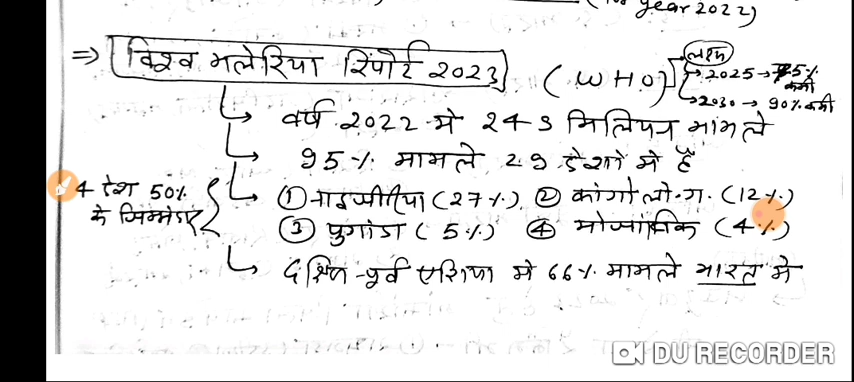 (for year 2022)
⇒ विश्व मलेरिया रिपोर्ट 2023 (WHO) लक्ष्य
→ 2025 → 75% कमी
→ 2030 → 90% कमी
↳ वर्ष 2022 मे 249 मिलियन मामले
↳ 95% मामले 29 देशो मे हैं
4 देश 50% के जिम्मेदार
↳ ① नाइजीरिया (27%) ② कांगो लो.ग. (12%)
③ युगांडा (5%) ④ मोजांबिक (4%)
↳ दक्षिण-पूर्व एशिया मे 66% मामले भारत मे
DU RECORDER